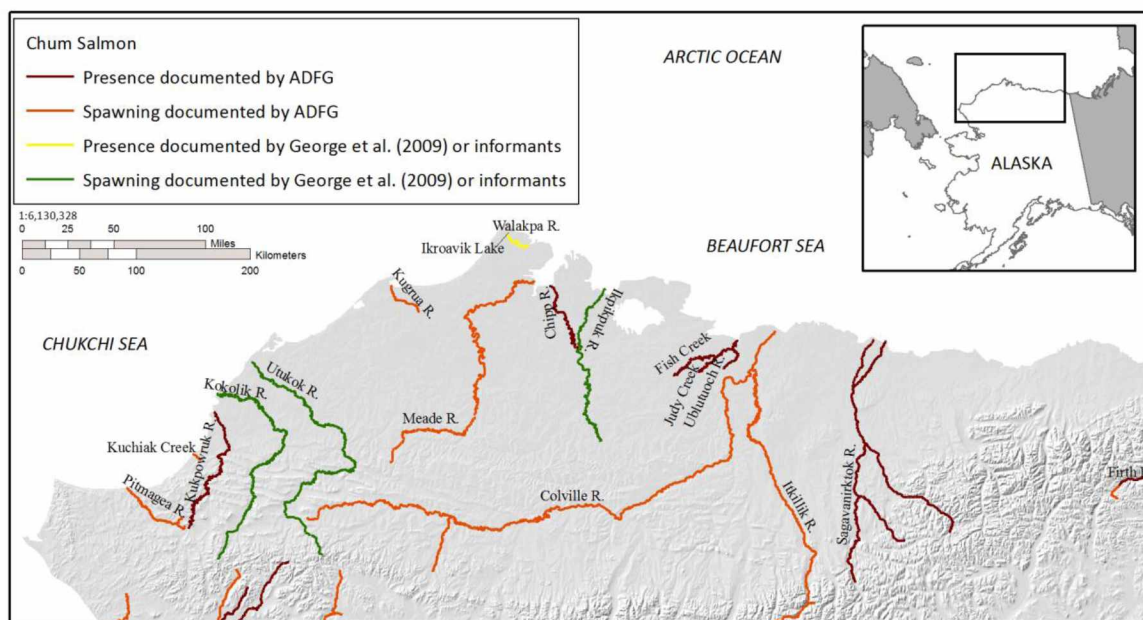 Chum Salmon
Presence documented by ADFG
Spawning documented by ADFG
Presence documented by George et al. (2009) or informants
Spawning documented by George et al. (2009) or informants
ARCTIC OCEAN
ALASKA
1:6,130,328
0 25 50 100
Miles
Kilometers
0 50 100 200
Walakpa R.
Ikroavik Lake
BEAUFORT SEA
Kugrua R.
Chipp R.
Ikpikpuk R.
CHUKCHI SEA
Utukok R.
Kokolik R.
Fish Creek
Judy Creek
Ublutuoch R.
Meade R.
Kuchiak Creek
Kukpowruk R.
Pitmagea R.
Colville R.
Itkillik R.
Sagavanirktok R.
Firth